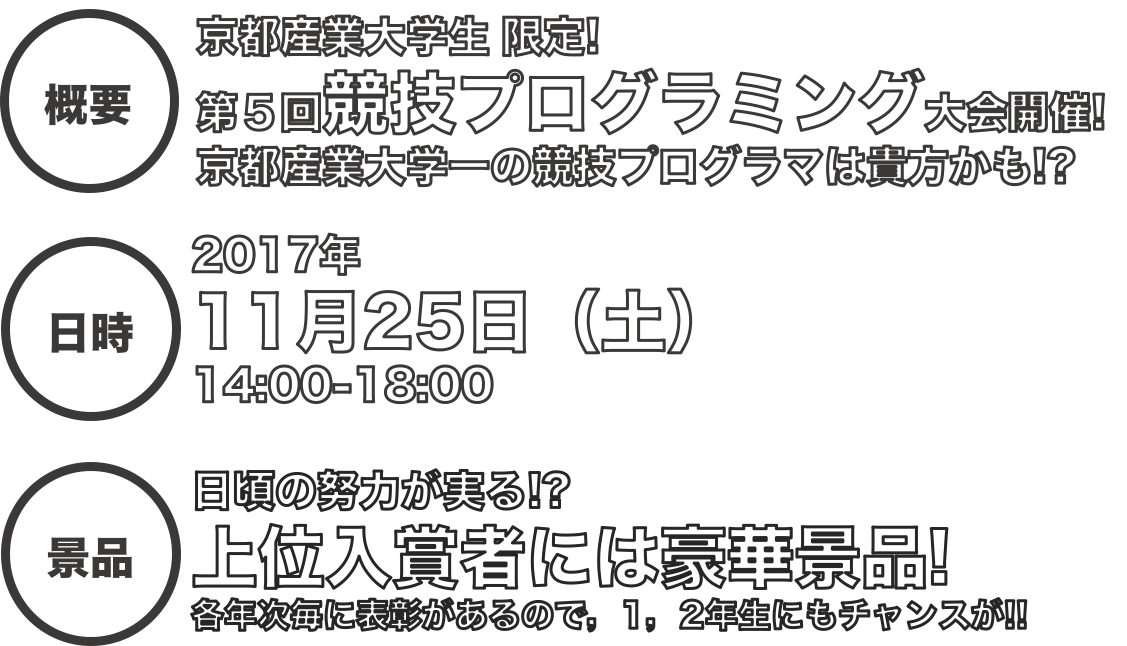 概要
京都産業大学生 限定!
第５回競技プログラミング大会開催!
京都産業大学一の競技プログラマは貴方かも!?
日時
2017年
11月25日（土）
14:00-18:00
景品
日頃の努力が実る!?
上位入賞者には豪華景品!
各年次毎に表彰があるので，1，2年生にもチャンスが!!